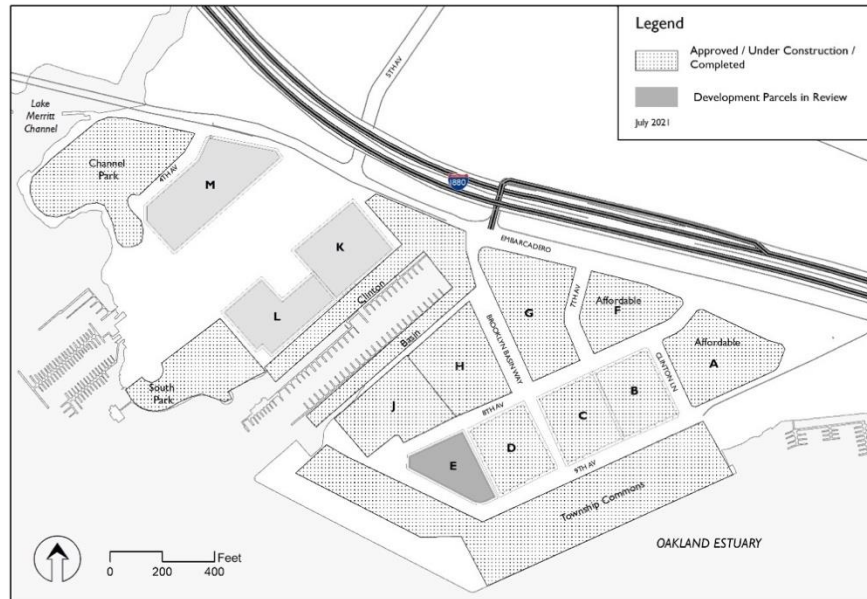 Legend
Approved / Under Construction /
Completed
Development Parcels in Review
July 2021
5TH AV
Lake
Merritt
Channel
Channel
Park
4TH AV
M
I880
K
EMBARCADERO
Clinton
L
7TH AV
Affordable
F
G
BROOKLYN BASIN WAY
Basin
Affordable
A
CLINTON LN
H
South
Park
J
8TH AV
B
C
D
E
9TH AV
Township Commons
OAKLAND ESTUARY
Feet
0 200 400